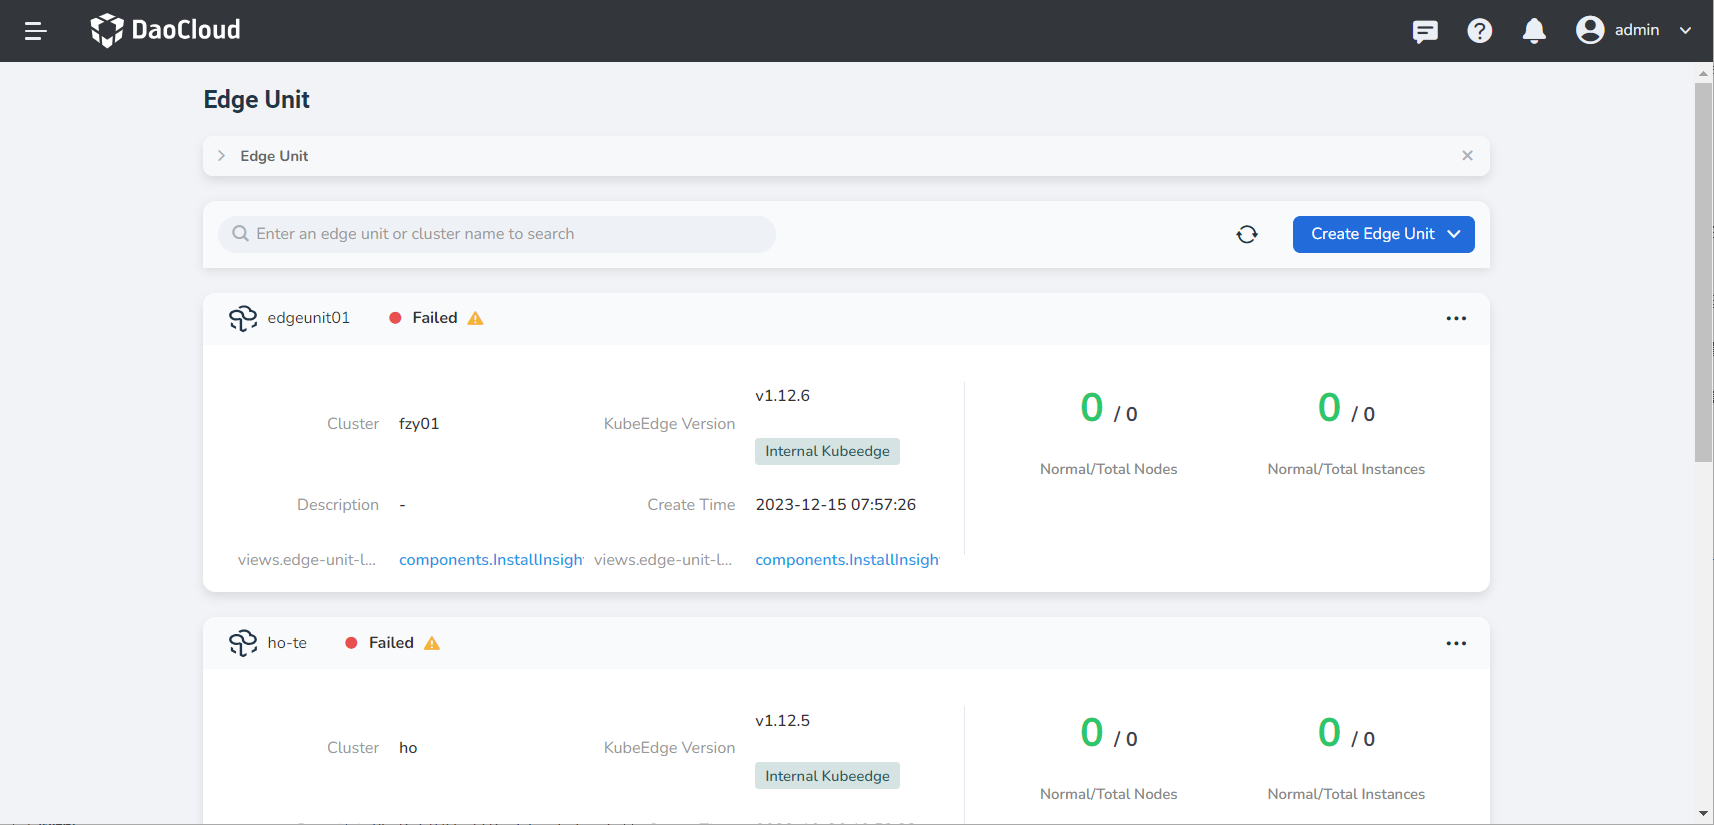 DaoCloud
admin
Edge Unit
Edge Unit
Enter an edge unit or cluster name to search
Create Edge Unit
edgeunit01
Failed
Cluster
fzy01
KubeEdge Version
v1.12.6
Internal Kubeedge
Description
-
Create Time
2023-12-15 07:57:26
views.edge-unit-l...
components.InstallInsigh
views.edge-unit-l...
components.InstallInsigh
0 / 0
Normal/Total Nodes
0 / 0
Normal/Total Instances
ho-te
Failed
Cluster
ho
KubeEdge Version
v1.12.5
Internal Kubeedge
0 / 0
Normal/Total Nodes
0 / 0
Normal/Total Instances